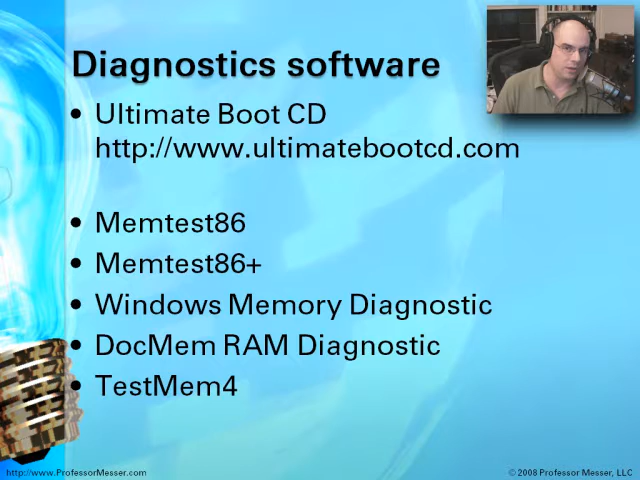 Diagnostics software
• Ultimate Boot CD
http://www.ultimatebootcd.com
• Memtest86
• Memtest86+
• Windows Memory Diagnostic
• DocMem RAM Diagnostic
• TestMem4
http://www.ProfessorMesser.com
© 2008 Professor Messer, LLC